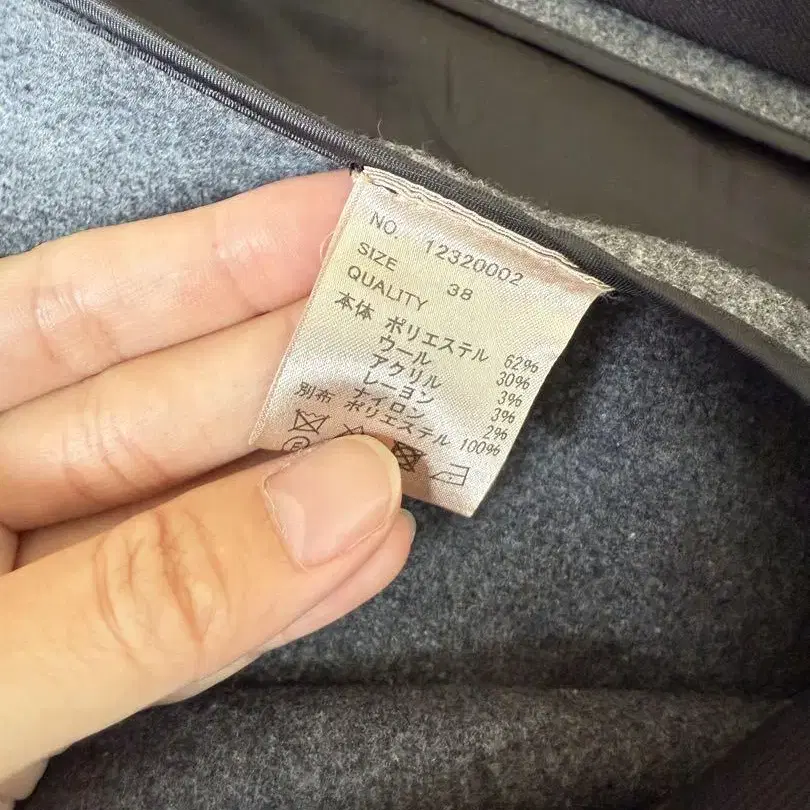 NO. 12320002
SIZE 38
QUALITY
本体 ポリエステル 62%
ウール 30%
アクリル 3%
レーヨン 3%
ナイロン 2%
別布 ポリエステル 100%